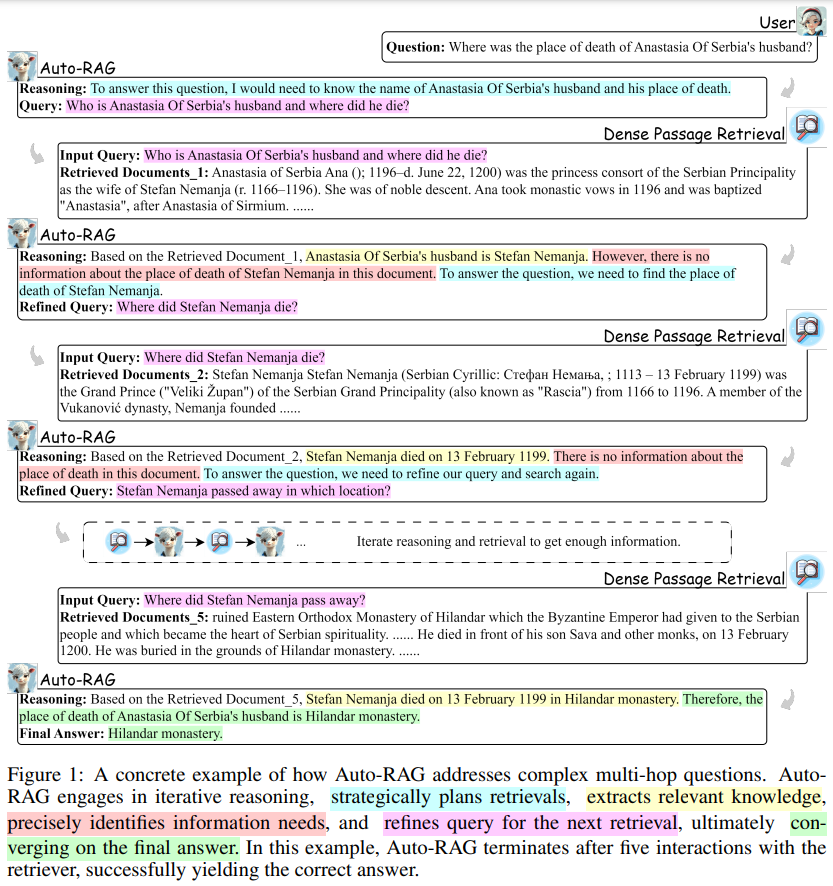 User
Question: Where was the place of death of Anastasia Of Serbia's husband?
Auto-RAG
Reasoning: To answer this question, I would need to know the name of Anastasia Of Serbia's husband and his place of death.
Query: Who is Anastasia Of Serbia's husband and where did he die?
Dense Passage Retrieval
Input Query: Who is Anastasia Of Serbia's husband and where did he die?
Retrieved Documents_1: Anastasia of Serbia Ana (); 1196–d. June 22, 1200) was the princess consort of the Serbian Principality
as the wife of Stefan Nemanja (r. 1166–1196). She was of noble descent. Ana took monastic vows in 1196 and was baptized
"Anastasia", after Anastasia of Sirmium. ......
Auto-RAG
Reasoning: Based on the Retrieved Document_1, Anastasia Of Serbia's husband is Stefan Nemanja. However, there is no
information about the place of death of Stefan Nemanja in this document. To answer the question, we need to find the place of
death of Stefan Nemanja.
Refined Query: Where did Stefan Nemanja die?
Dense Passage Retrieval
Input Query: Where did Stefan Nemanja die?
Retrieved Documents_2: Stefan Nemanja Stefan Nemanja (Serbian Cyrillic: Стефан Немања, ; 1113 – 13 February 1199) was
the Grand Prince ("Veliki Župan") of the Serbian Grand Principality (also known as "Rascia") from 1166 to 1196. A member of the
Vukanović dynasty, Nemanja founded ......
Auto-RAG
Reasoning: Based on the Retrieved Document_2, Stefan Nemanja died on 13 February 1199. There is no information about the
place of death in this document. To answer the question, we need to refine our query and search again.
Refined Query: Stefan Nemanja passed away in which location?
... Iterate reasoning and retrieval to get enough information.
Dense Passage Retrieval
Input Query: Where did Stefan Nemanja pass away?
Retrieved Documents_5: ruined Eastern Orthodox Monastery of Hilandar which the Byzantine Emperor had given to the Serbian
people and which became the heart of Serbian spirituality. ...... He died in front of his son Sava and other monks, on 13 February
1200. He was buried in the grounds of Hilandar monastery. ......
Auto-RAG
Reasoning: Based on the Retrieved Document_5, Stefan Nemanja died on 13 February 1199 in Hilandar monastery. Therefore, the
place of death of Anastasia Of Serbia's husband is Hilandar monastery.
Final Answer: Hilandar monastery.
Figure 1: A concrete example of how Auto-RAG addresses complex multi-hop questions. Auto-
RAG engages in iterative reasoning, strategically plans retrievals, extracts relevant knowledge,
precisely identifies information needs, and refines query for the next retrieval, ultimately con-
verging on the final answer. In this example, Auto-RAG terminates after five interactions with the
retriever, successfully yielding the correct answer.